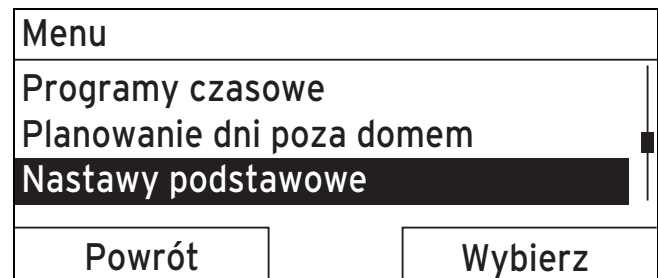 Menu
Programy czasowe
Planowanie dni poza domem
Nastawy podstawowe
Powrót
Wybierz